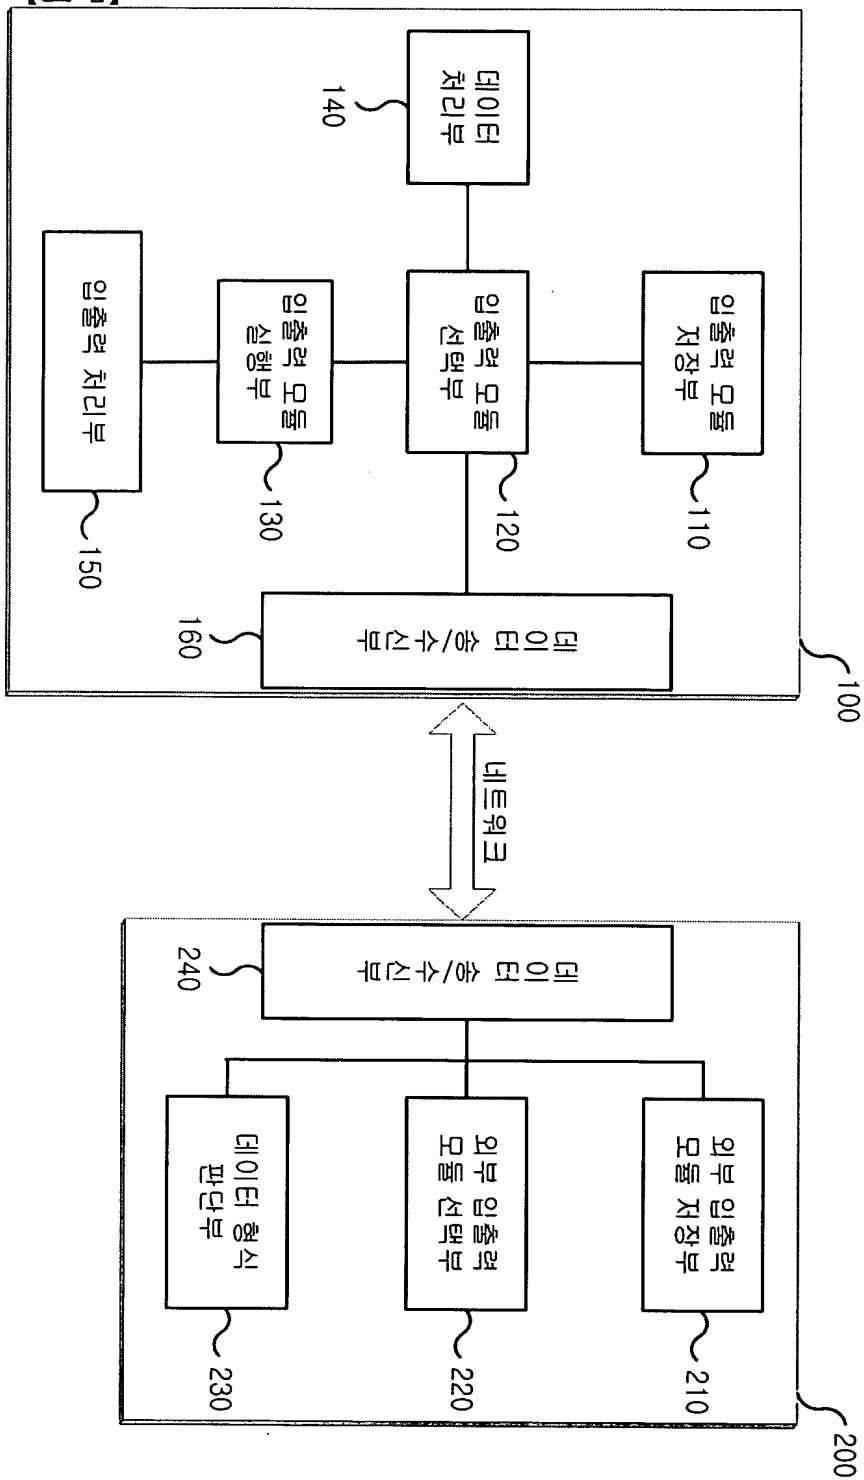 입출력 모듈
저장부
110
데이터
처리부
140
입출력 모듈
선택부
120
입출력 모듈
실행부
130
입출력 처리부
150
데이터 송/수신부
160
100
네트워크
데이터 송/수신부
240
외부 입출력
모듈 저장부
210
외부 입출력
모듈 선택부
220
데이터 형식
판단부
230
200